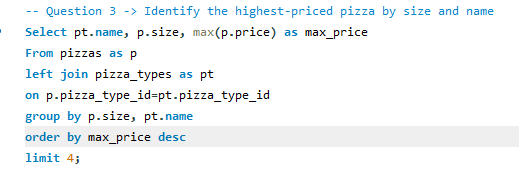 -- Question 3 -> Identify the highest-priced pizza by size and name
Select pt.name, p.size, max(p.price) as max_price
From pizzas as p
left join pizza_types as pt
on p.pizza_type_id=pt.pizza_type_id
group by p.size, pt.name
order by max_price desc
limit 4;